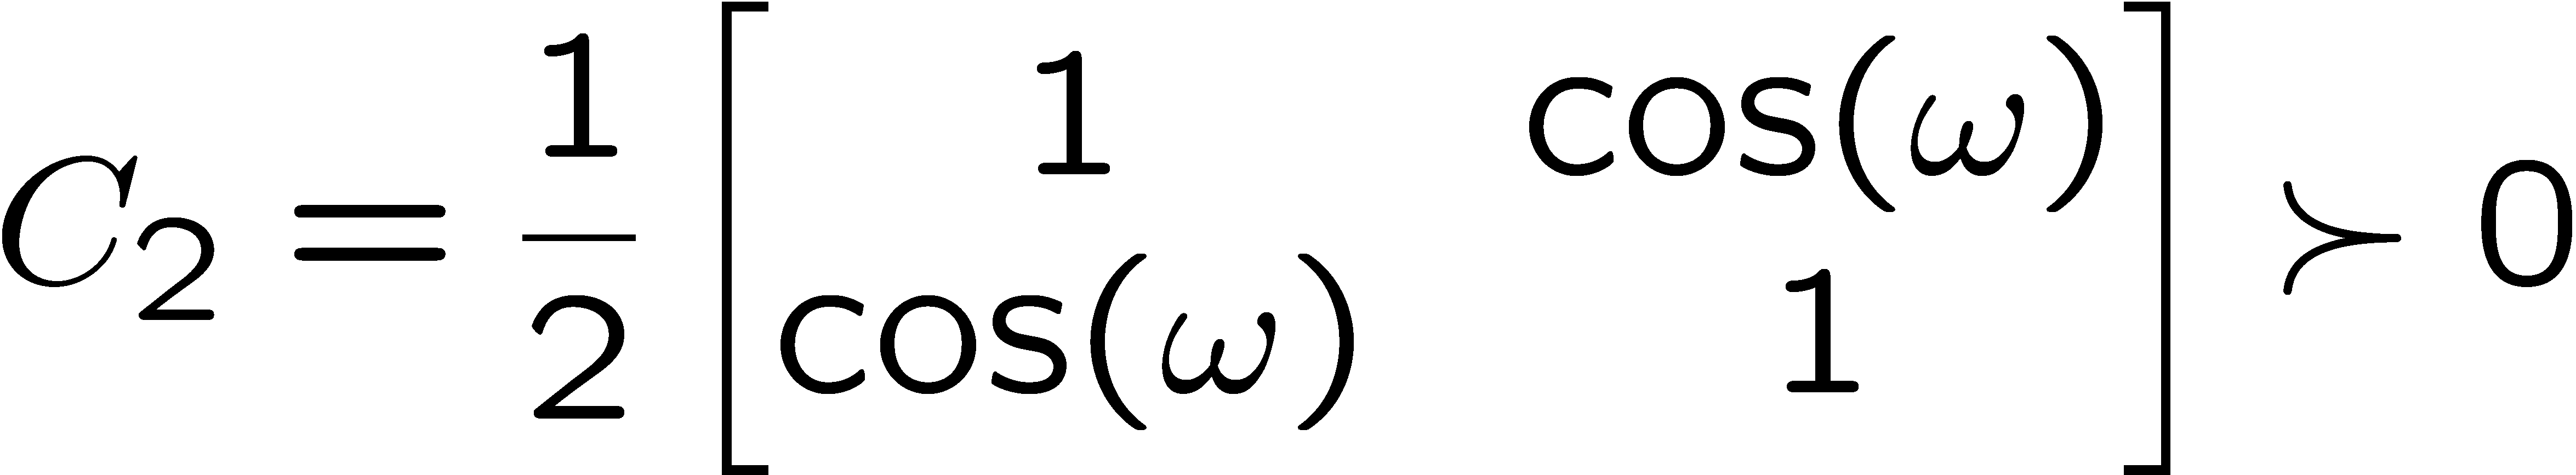 C_2 = \frac{1}{2} \begin{bmatrix} 1 & \cos(\omega) \\ \cos(\omega) & 1 \end{bmatrix} \succ 0